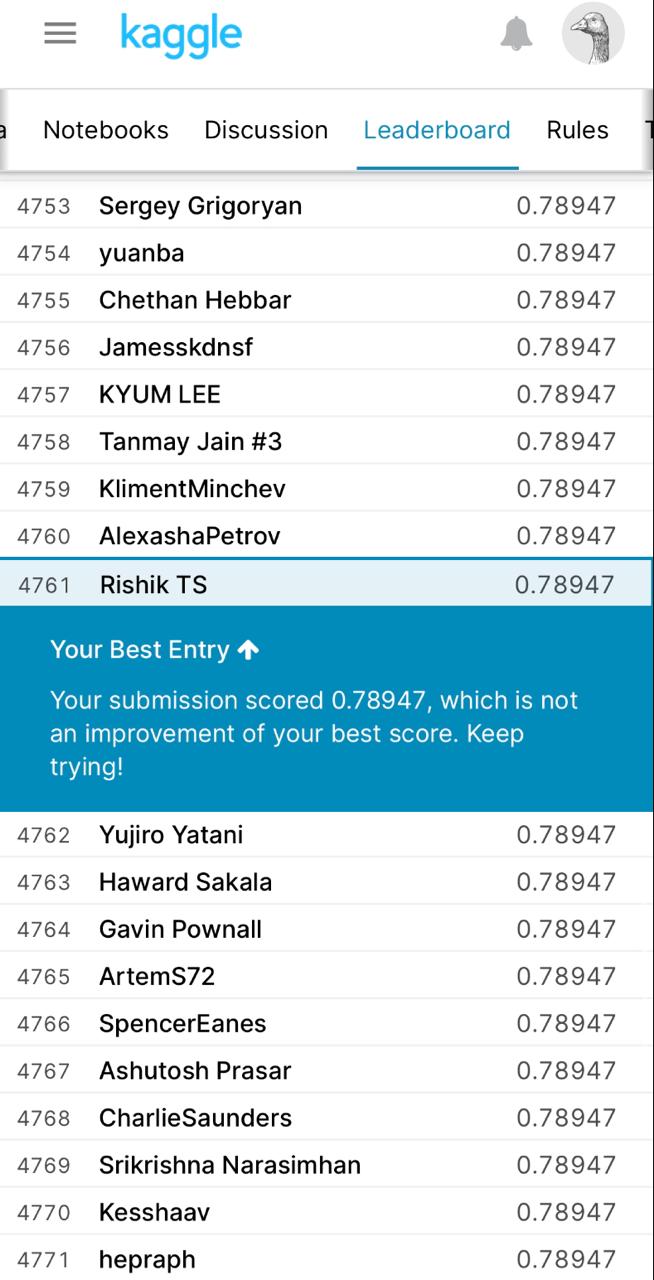 kaggle
a Notebooks Discussion Leaderboard Rules T
4753 Sergey Grigoryan 0.78947
4754 yuanba 0.78947
4755 Chethan Hebbar 0.78947
4756 Jamesskdnsf 0.78947
4757 KYUM LEE 0.78947
4758 Tanmay Jain #3 0.78947
4759 KlimentMinchev 0.78947
4760 AlexashaPetrov 0.78947
4761 Rishik TS 0.78947
Your Best Entry ↑
Your submission scored 0.78947, which is not
an improvement of your best score. Keep
trying!
4762 Yujiro Yatani 0.78947
4763 Haward Sakala 0.78947
4764 Gavin Pownall 0.78947
4765 ArtemS72 0.78947
4766 SpencerEanes 0.78947
4767 Ashutosh Prasar 0.78947
4768 CharlieSaunders 0.78947
4769 Srikrishna Narasimhan 0.78947
4770 Kesshaav 0.78947
4771 hepraph 0.78947